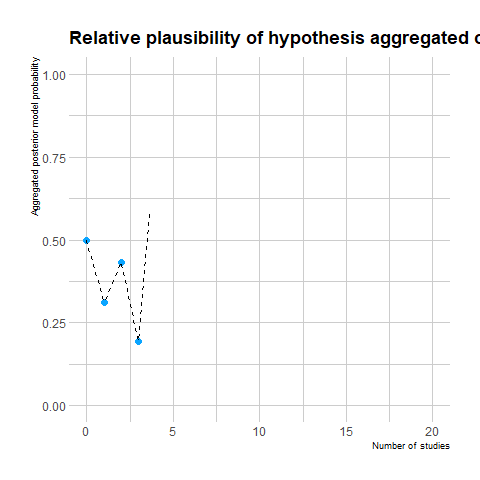 Relative plausibility of hypothesis aggregated
Aggregated posterior model probability
1.00
0.75
0.50
0.25
0.00
0 5 10 15 20
Number of studies